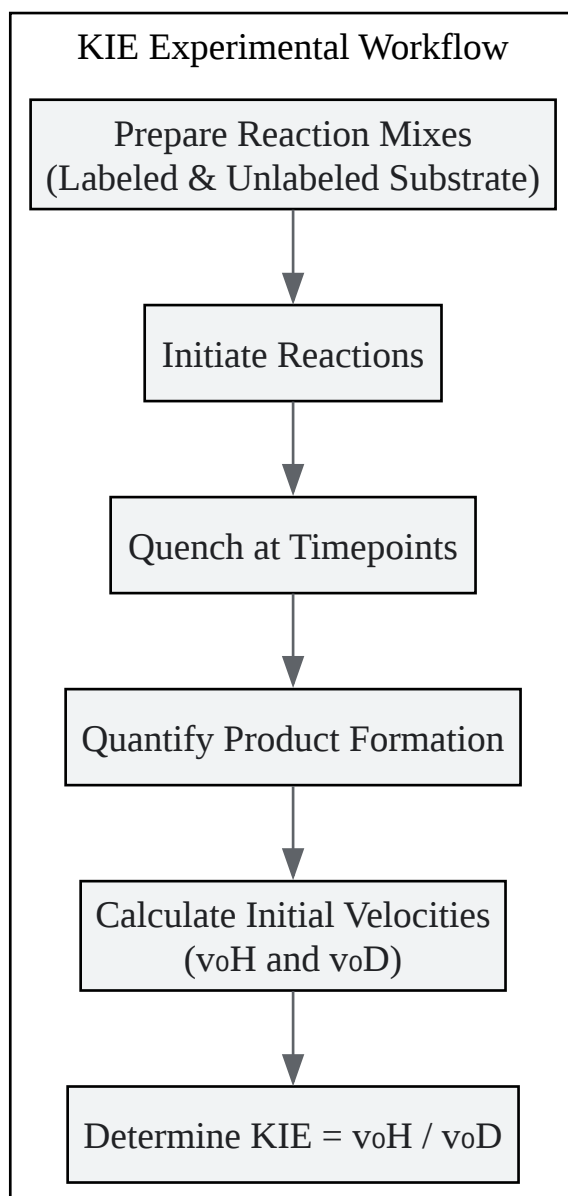 KIE Experimental Workflow
Prepare Reaction Mixes
(Labeled & Unlabeled Substrate)
Initiate Reactions
Quench at Timepoints
Quantify Product Formation
Calculate Initial Velocities
(v₀H and v₀D)
Determine KIE = v₀H / v₀D